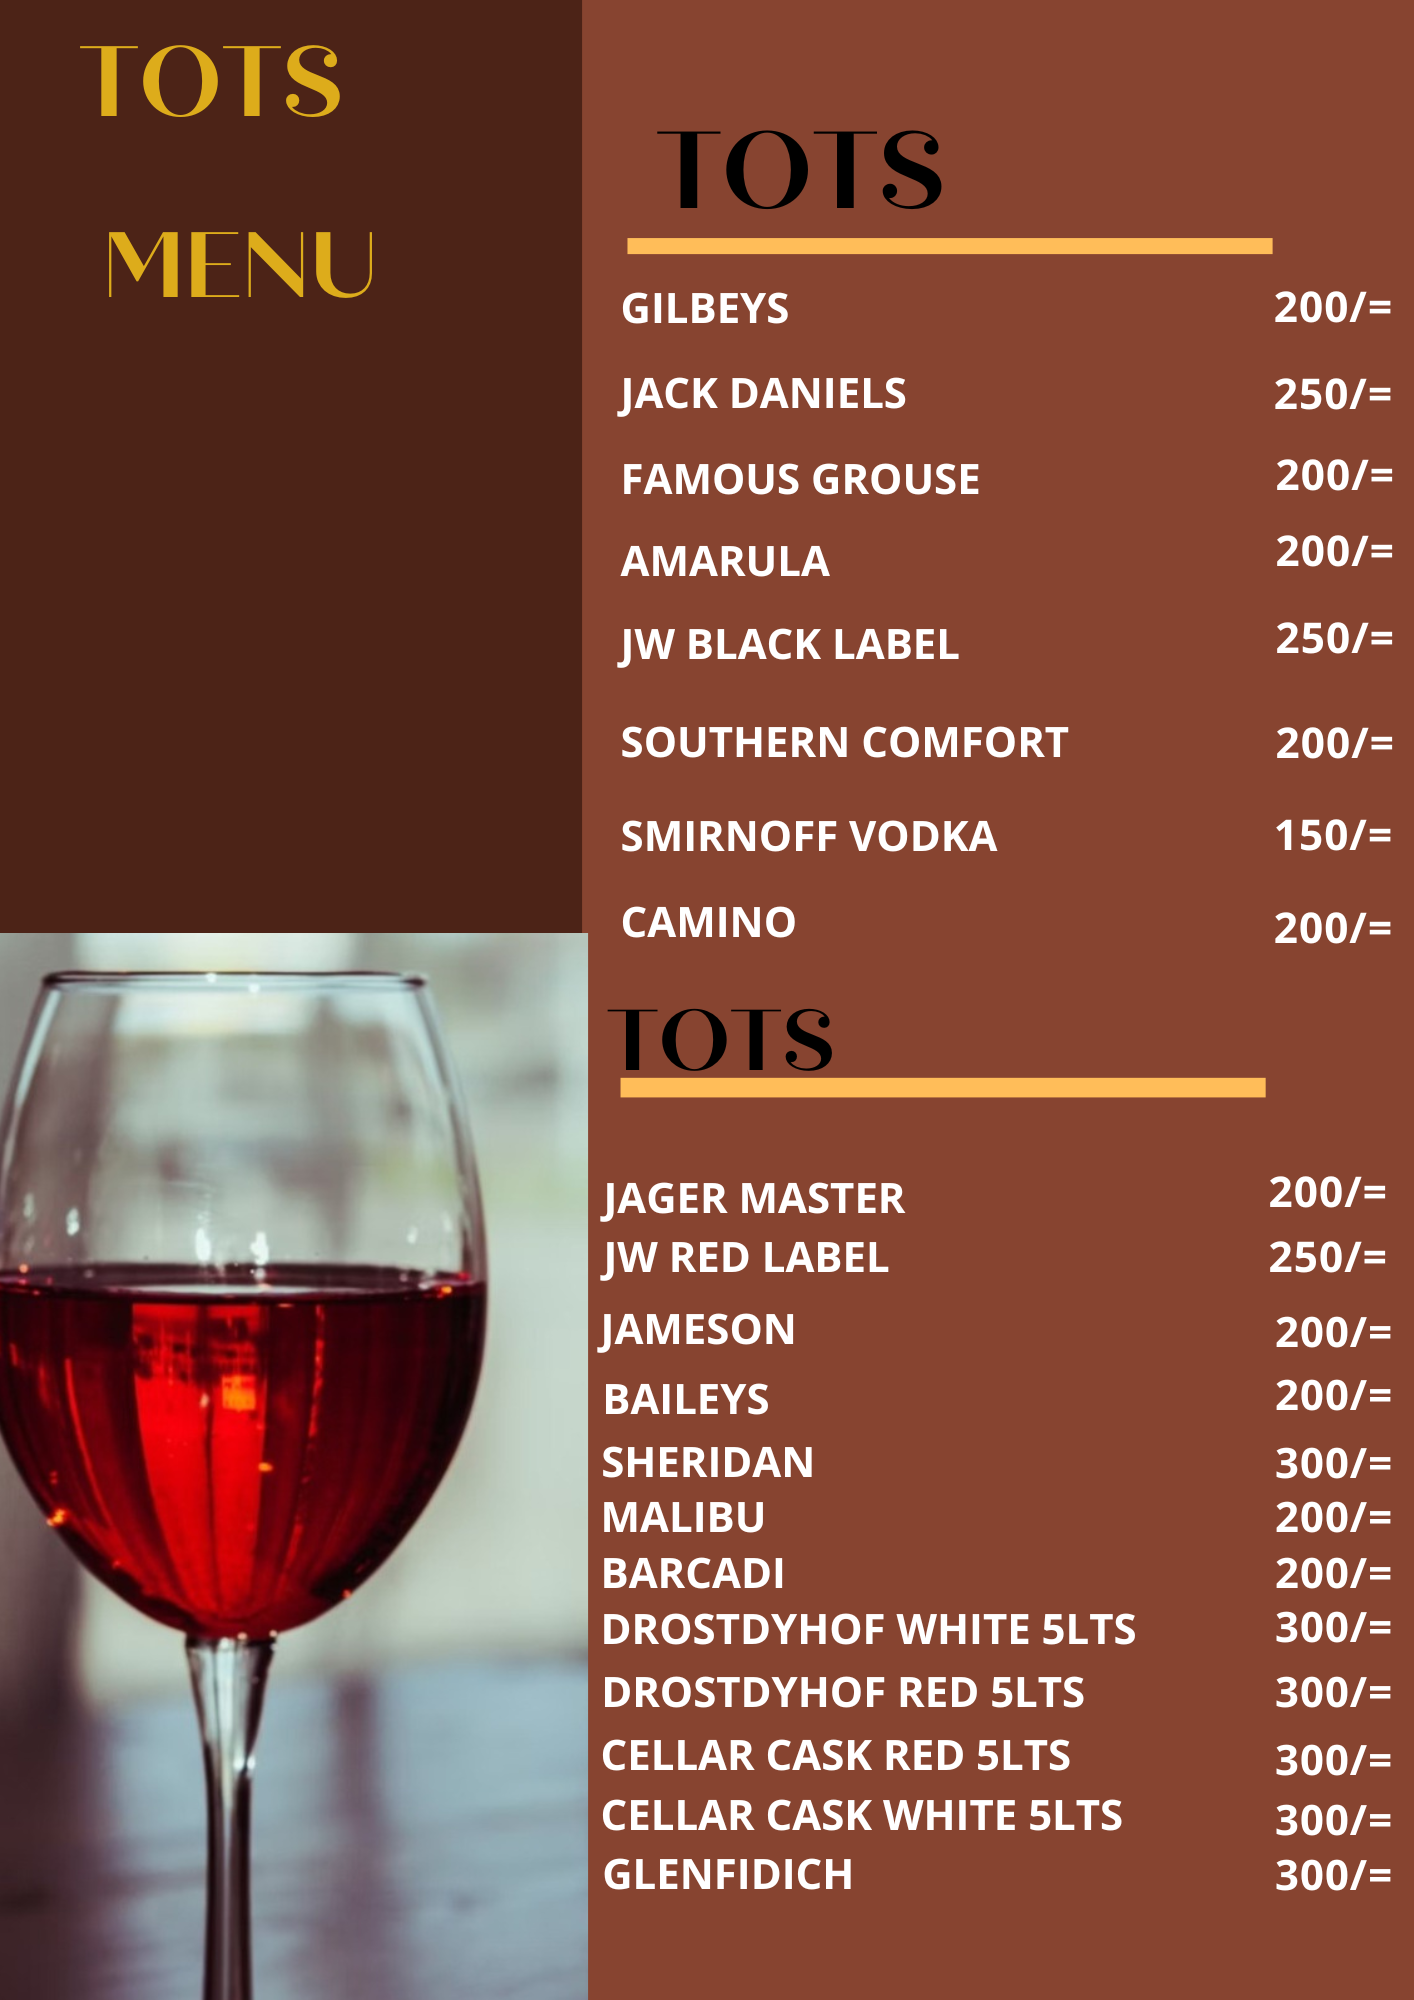 TOTS
MENU
TOTS
GILBEYS 200/=
JACK DANIELS 250/=
FAMOUS GROUSE 200/=
AMARULA 200/=
JW BLACK LABEL 250/=
SOUTHERN COMFORT 200/=
SMIRNOFF VODKA 150/=
CAMINO 200/=
TOTS
JAGER MASTER 200/=
JW RED LABEL 250/=
JAMESON 200/=
BAILEYS 200/=
SHERIDAN 300/=
MALIBU 200/=
BARCADI 200/=
DROSTDYHOF WHITE 5LTS 300/=
DROSTDYHOF RED 5LTS 300/=
CELLAR CASK RED 5LTS 300/=
CELLAR CASK WHITE 5LTS 300/=
GLENFIDICH 300/=